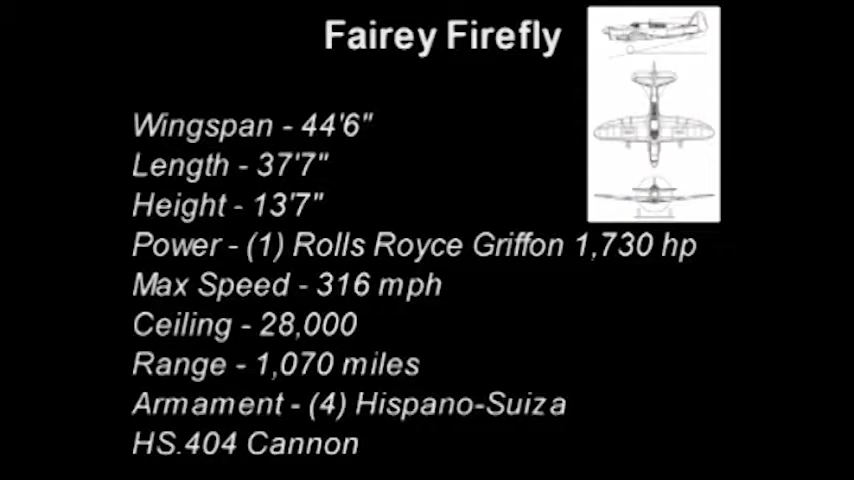 Fairey Firefly
Wingspan - 44'6"
Length - 37'7"
Height - 13'7"
Power - (1) Rolls Royce Griffon 1,730 hp
Max Speed - 316 mph
Ceiling - 28,000
Range - 1,070 miles
Armament - (4) Hispano-Suiza
HS.404 Cannon